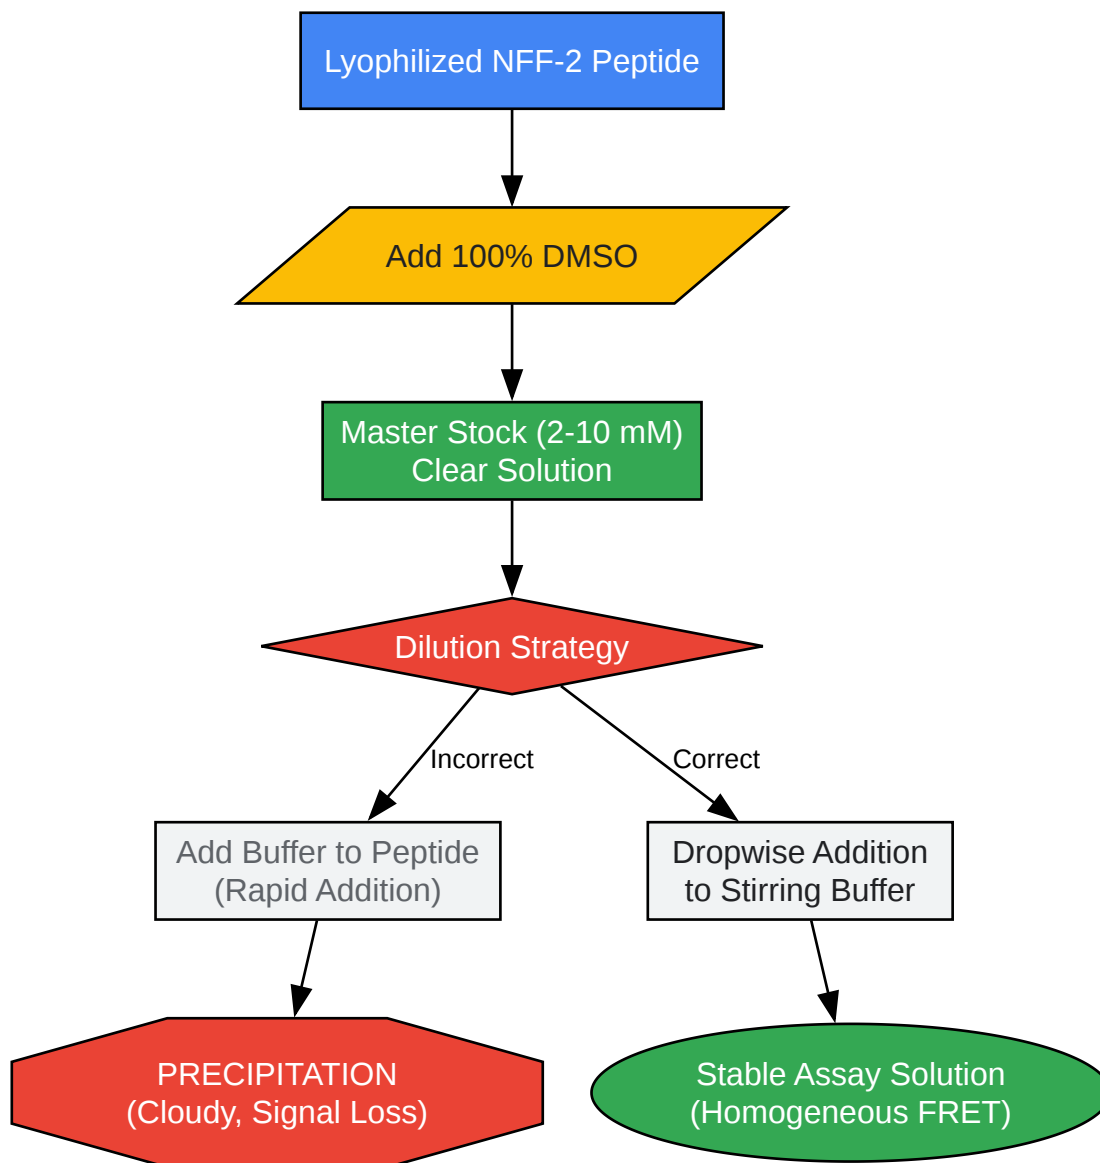 Lyophilized NFF-2 Peptide
Add 100% DMSO
Master Stock (2-10 mM)
Clear Solution
Dilution Strategy
Incorrect
Correct
Add Buffer to Peptide
(Rapid Addition)
Dropwise Addition
to Stirring Buffer
PRECIPITATION
(Cloudy, Signal Loss)
Stable Assay Solution
(Homogeneous FRET)